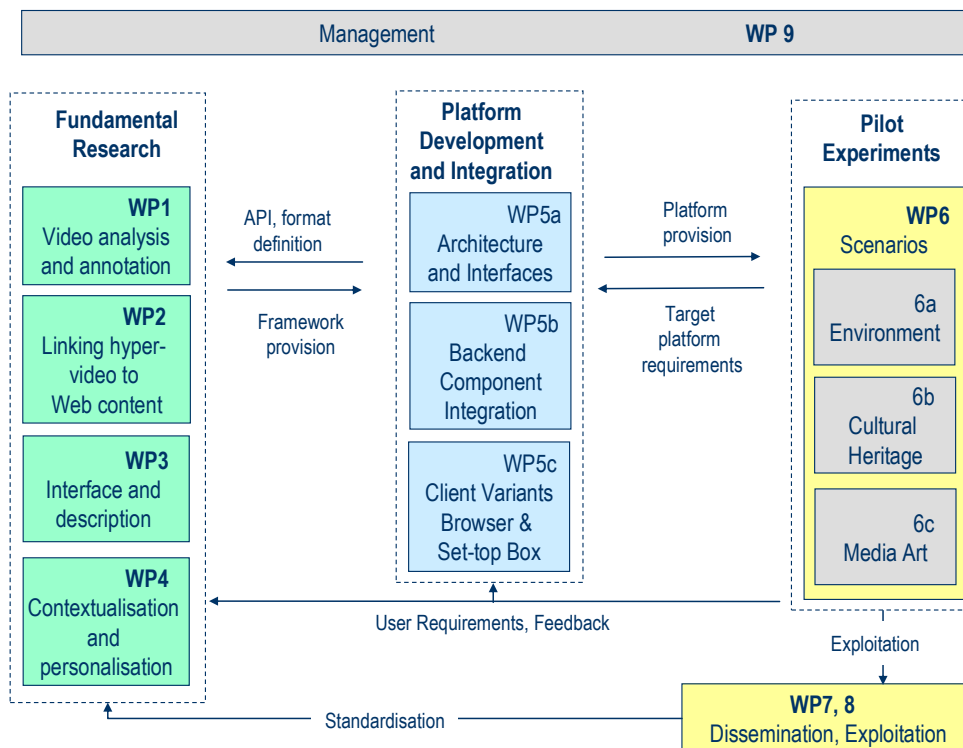 Management WP 9
Fundamental
Research
WP1
Video analysis
and annotation
WP2
Linking hyper-
video to
Web content
WP3
Interface and
description
WP4
Contextualisation
and
personalisation
API, format
definition
Framework
provision
Platform
Development
and Integration
WP5a
Architecture
and Interfaces
WP5b
Backend
Component
Integration
WP5c
Client Variants
Browser &
Set-top Box
Platform
provision
Target
platform
requirements
Pilot
Experiments
WP6
Scenarios
6a
Environment
6b
Cultural
Heritage
6c
Media Art
User Requirements, Feedback
Exploitation
Standardisation
WP7, 8
Dissemination, Exploitation